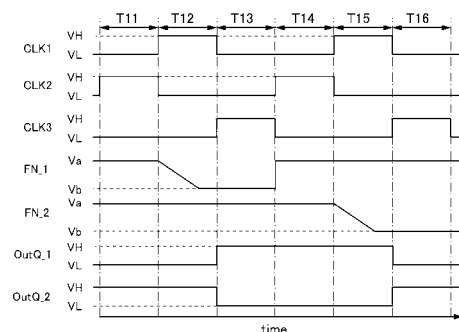 T11 T12 T13 T14 T15 T16
CLK1 VH
VL
CLK2 VH
VL
CLK3 VH
VL
FN_1 Va
Vb
FN_2 Va
Vb
OutQ_1 VH
VL
OutQ_2 VH
VL
time